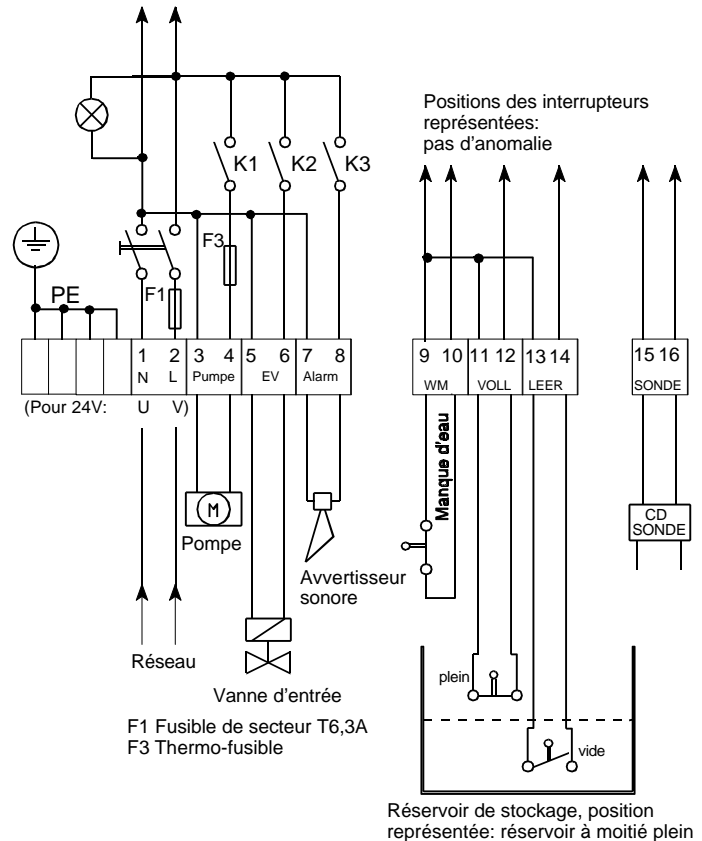 Positions des interrupteurs
représentées:
pas d'anomalie
K1 K2 K3
F3
PE F1
1 2 3 4 5 6 7 8
N L Pumpe EV Alarm
(Pour 24V: U V)
9 10 11 12 13 14
WM VOLL LEER
15 16
SONDE
Manque d'eau
M
Pompe
CD
SONDE
Avvertisseur
sonore
Réseau
Vanne d'entrée
plein
vide
F1 Fusible de secteur T6,3A
F3 Thermo-fusible
Réservoir de stockage, position
représentée: réservoir à moitié plein